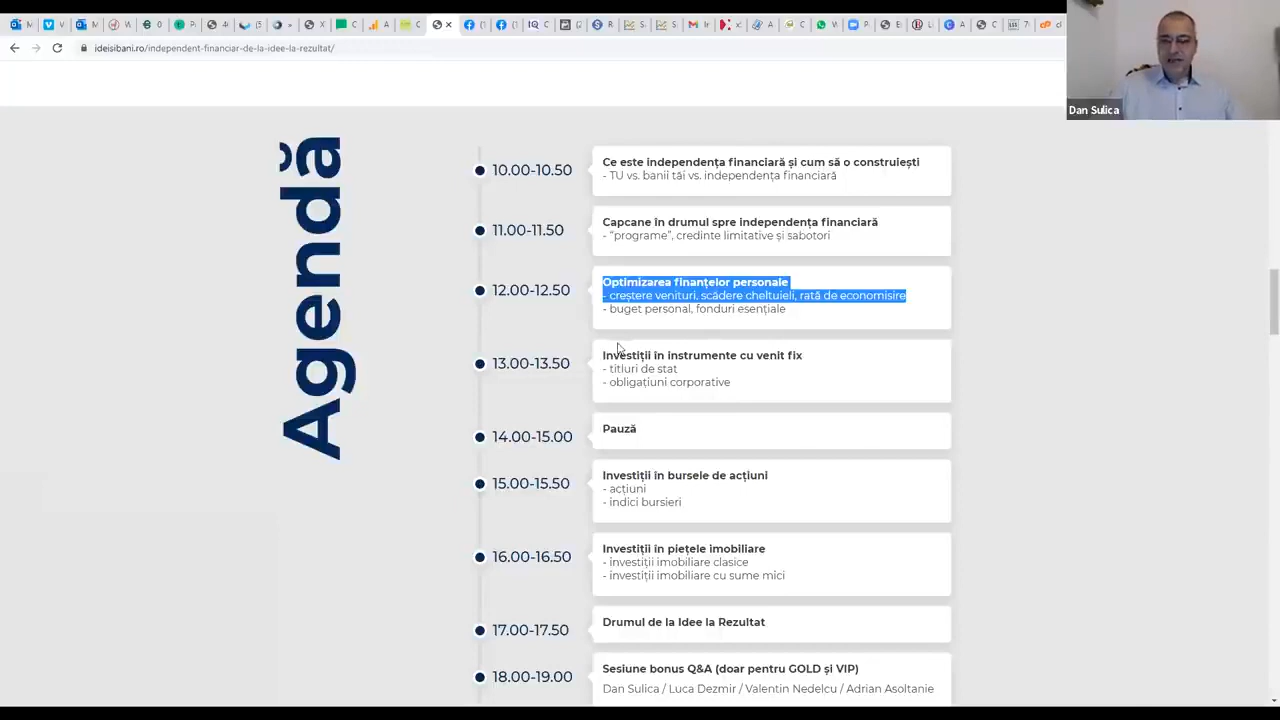 ideisibani.ro/independent-financiar-de-la-idee-la-rezultat/
Dan Sulica
Agendă
10.00-10.50
Ce este independența financiară și cum să o construiești
- TU vs. banii tăi vs. independența financiară
11.00-11.50
Capcane în drumul spre independența financiară
- “programe”, credințe limitative și sabotori
12.00-12.50
Optimizarea finanțelor personale
- creștere venituri, scădere cheltuieli, rată de economisire
- buget personal, fonduri esențiale
13.00-13.50
Investiții în instrumente cu venit fix
- titluri de stat
- obligațiuni corporative
14.00-15.00
Pauză
15.00-15.50
Investiții în bursele de acțiuni
- acțiuni
- indici bursieri
16.00-16.50
Investiții în piețele imobiliare
- investiții imobiliare clasice
- investiții imobiliare cu sume mici
17.00-17.50
Drumul de la Idee la Rezultat
18.00-19.00
Sesiune bonus Q&A (doar pentru GOLD și VIP)
Dan Sulica / Luca Dezmir / Valentin Nedelcu / Adrian Asoltanie